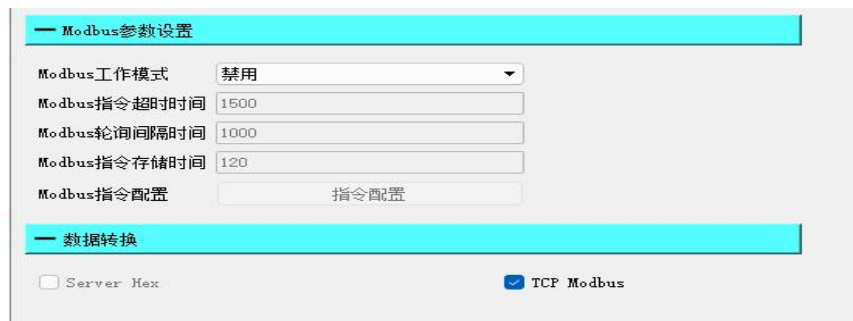 Modbus参数设置
Modbus工作模式 禁用
Modbus指令超时时间 1500
Modbus轮询间隔时间 1000
Modbus指令存储时间 120
Modbus指令配置 指令配置
数据转换
Server Hex TCP Modbus